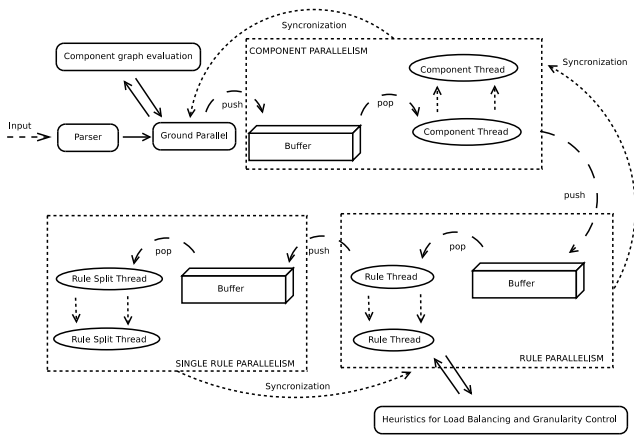 Syncronization
Component graph evaluation
COMPONENT PARALLELISM
Component Thread
Syncronization
push
pop
Input
Parser
Ground Parallel
Buffer
Component Thread
push
pop
push
pop
Rule Split Thread
Buffer
Rule Thread
Buffer
Rule Split Thread
Rule Thread
SINGLE RULE PARALLELISM
RULE PARALLELISM
Syncronization
Heuristics for Load Balancing and Granularity Control